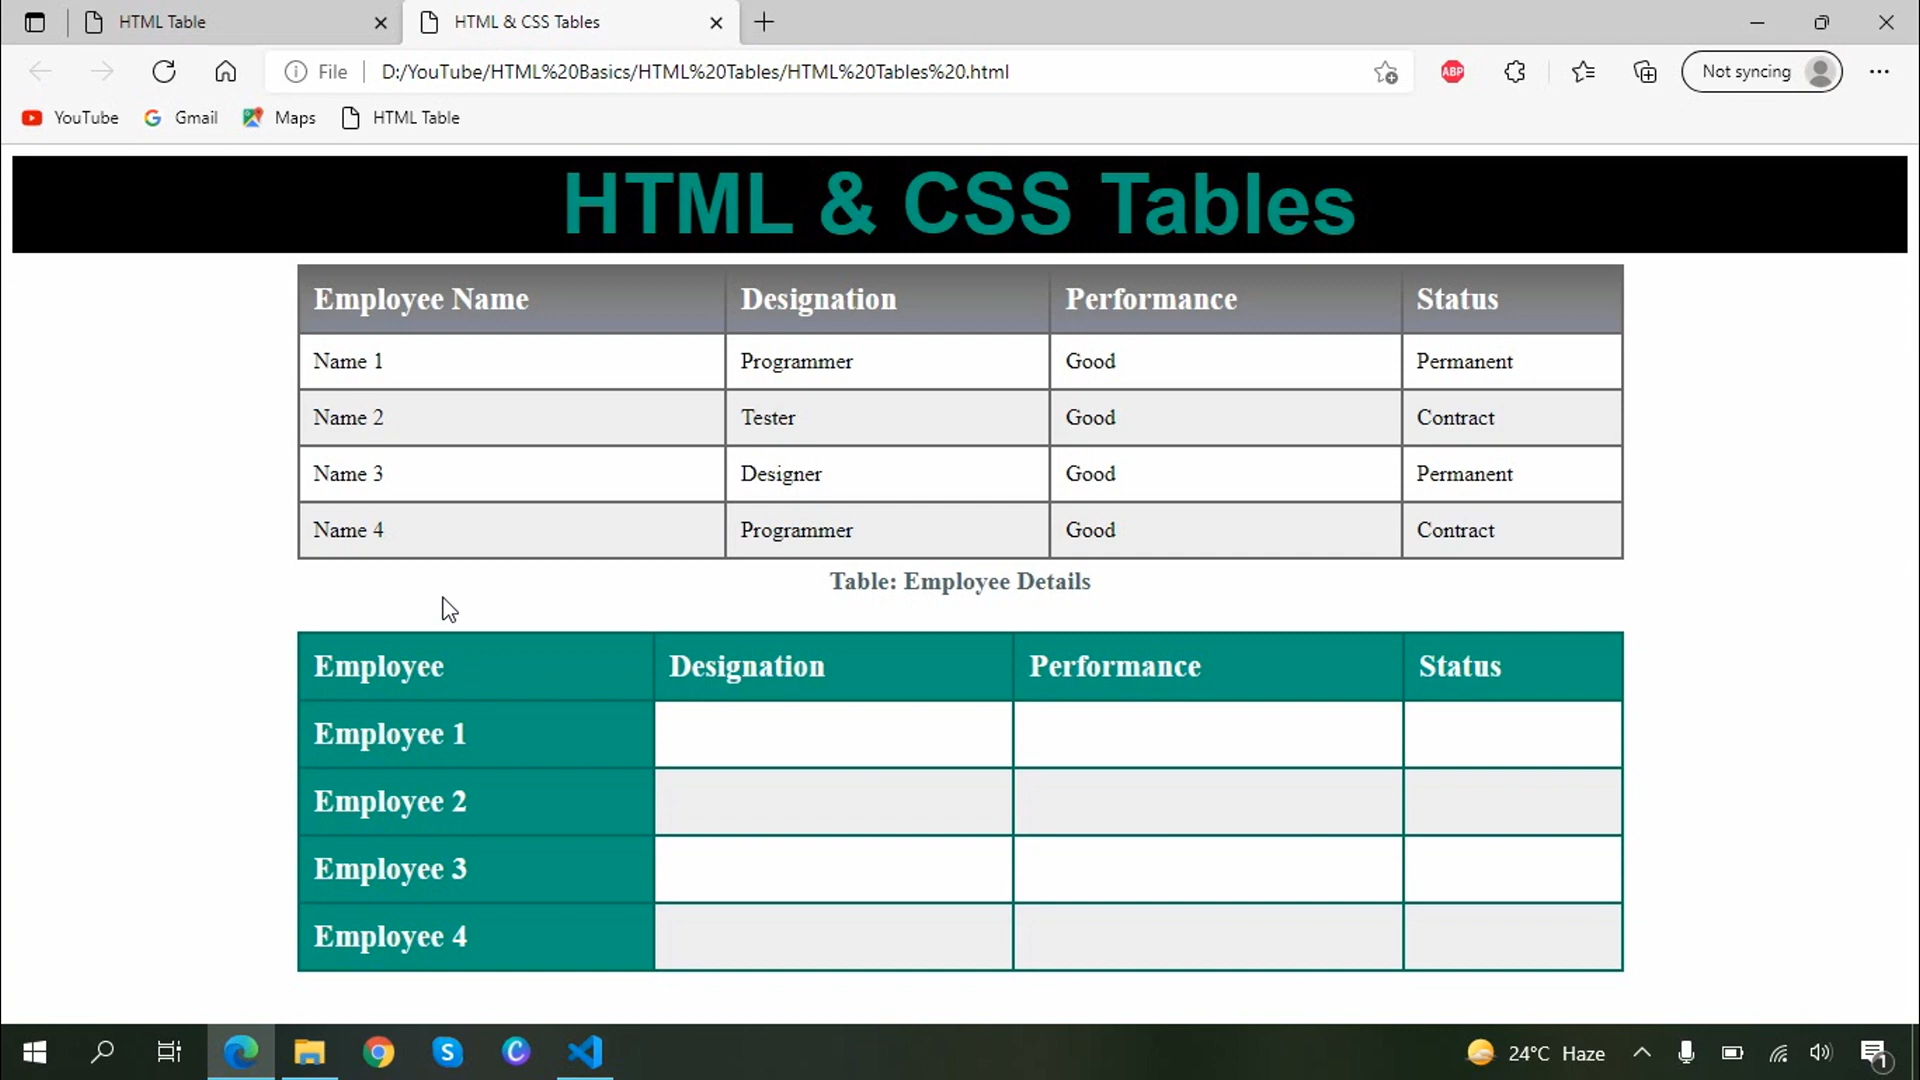 HTML Table
HTML & CSS Tables
File
D:/YouTube/HTML%20Basics/HTML%20Tables/HTML%20Tables%20.html
ABP
Not syncing
YouTube
Gmail
Maps
HTML Table
HTML & CSS Tables
Employee Name Designation Performance Status
Name 1 Programmer Good Permanent
Name 2 Tester Good Contract
Name 3 Designer Good Permanent
Name 4 Programmer Good Contract
Table: Employee Details
Employee Designation Performance Status
Employee 1
Employee 2
Employee 3
Employee 4
24°C Haze
1